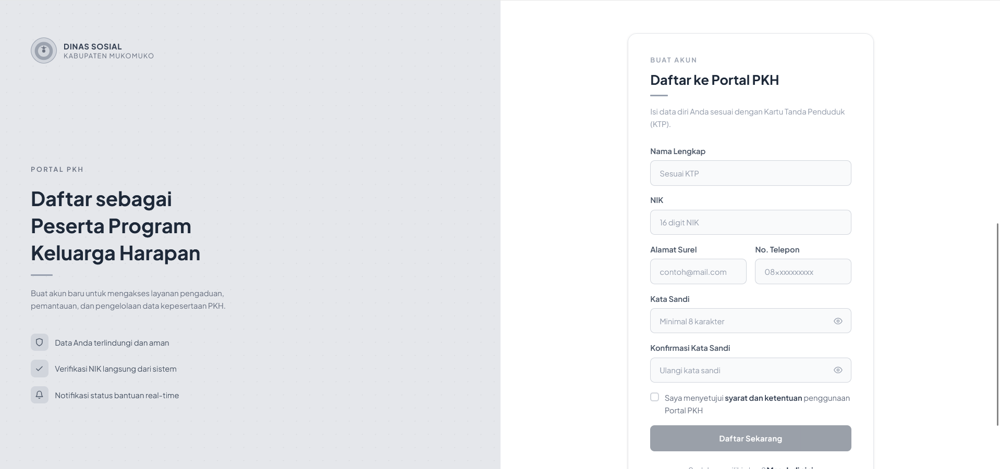 DINAS SOSIAL
KABUPATEN MUKOMUKO
PORTAL PKH
Daftar sebagai
Peserta Program
Keluarga Harapan
Buat akun baru untuk mengakses layanan pengaduan,
pemantauan, dan pengelolaan data kepesertaan PKH.
Data Anda terlindungi dan aman
Verifikasi NIK langsung dari sistem
Notifikasi status bantuan real-time
BUAT AKUN
Daftar ke Portal PKH
Isi data diri Anda sesuai dengan Kartu Tanda Penduduk
(KTP).
Nama Lengkap
Sesuai KTP
NIK
16 digit NIK
Alamat Surel
contoh@mail.com
No. Telepon
08xxxxxxxxxx
Kata Sandi
Minimal 8 karakter
Konfirmasi Kata Sandi
Ulangi kata sandi
Saya menyetujui syarat dan ketentuan penggunaan
Portal PKH
Daftar Sekarang